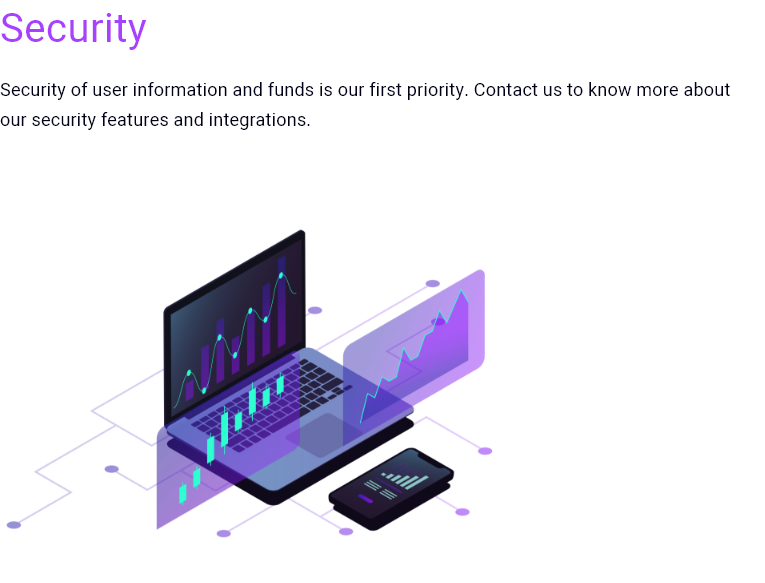 Security
Security of user information and funds is our first priority. Contact us to know more about
our security features and integrations.